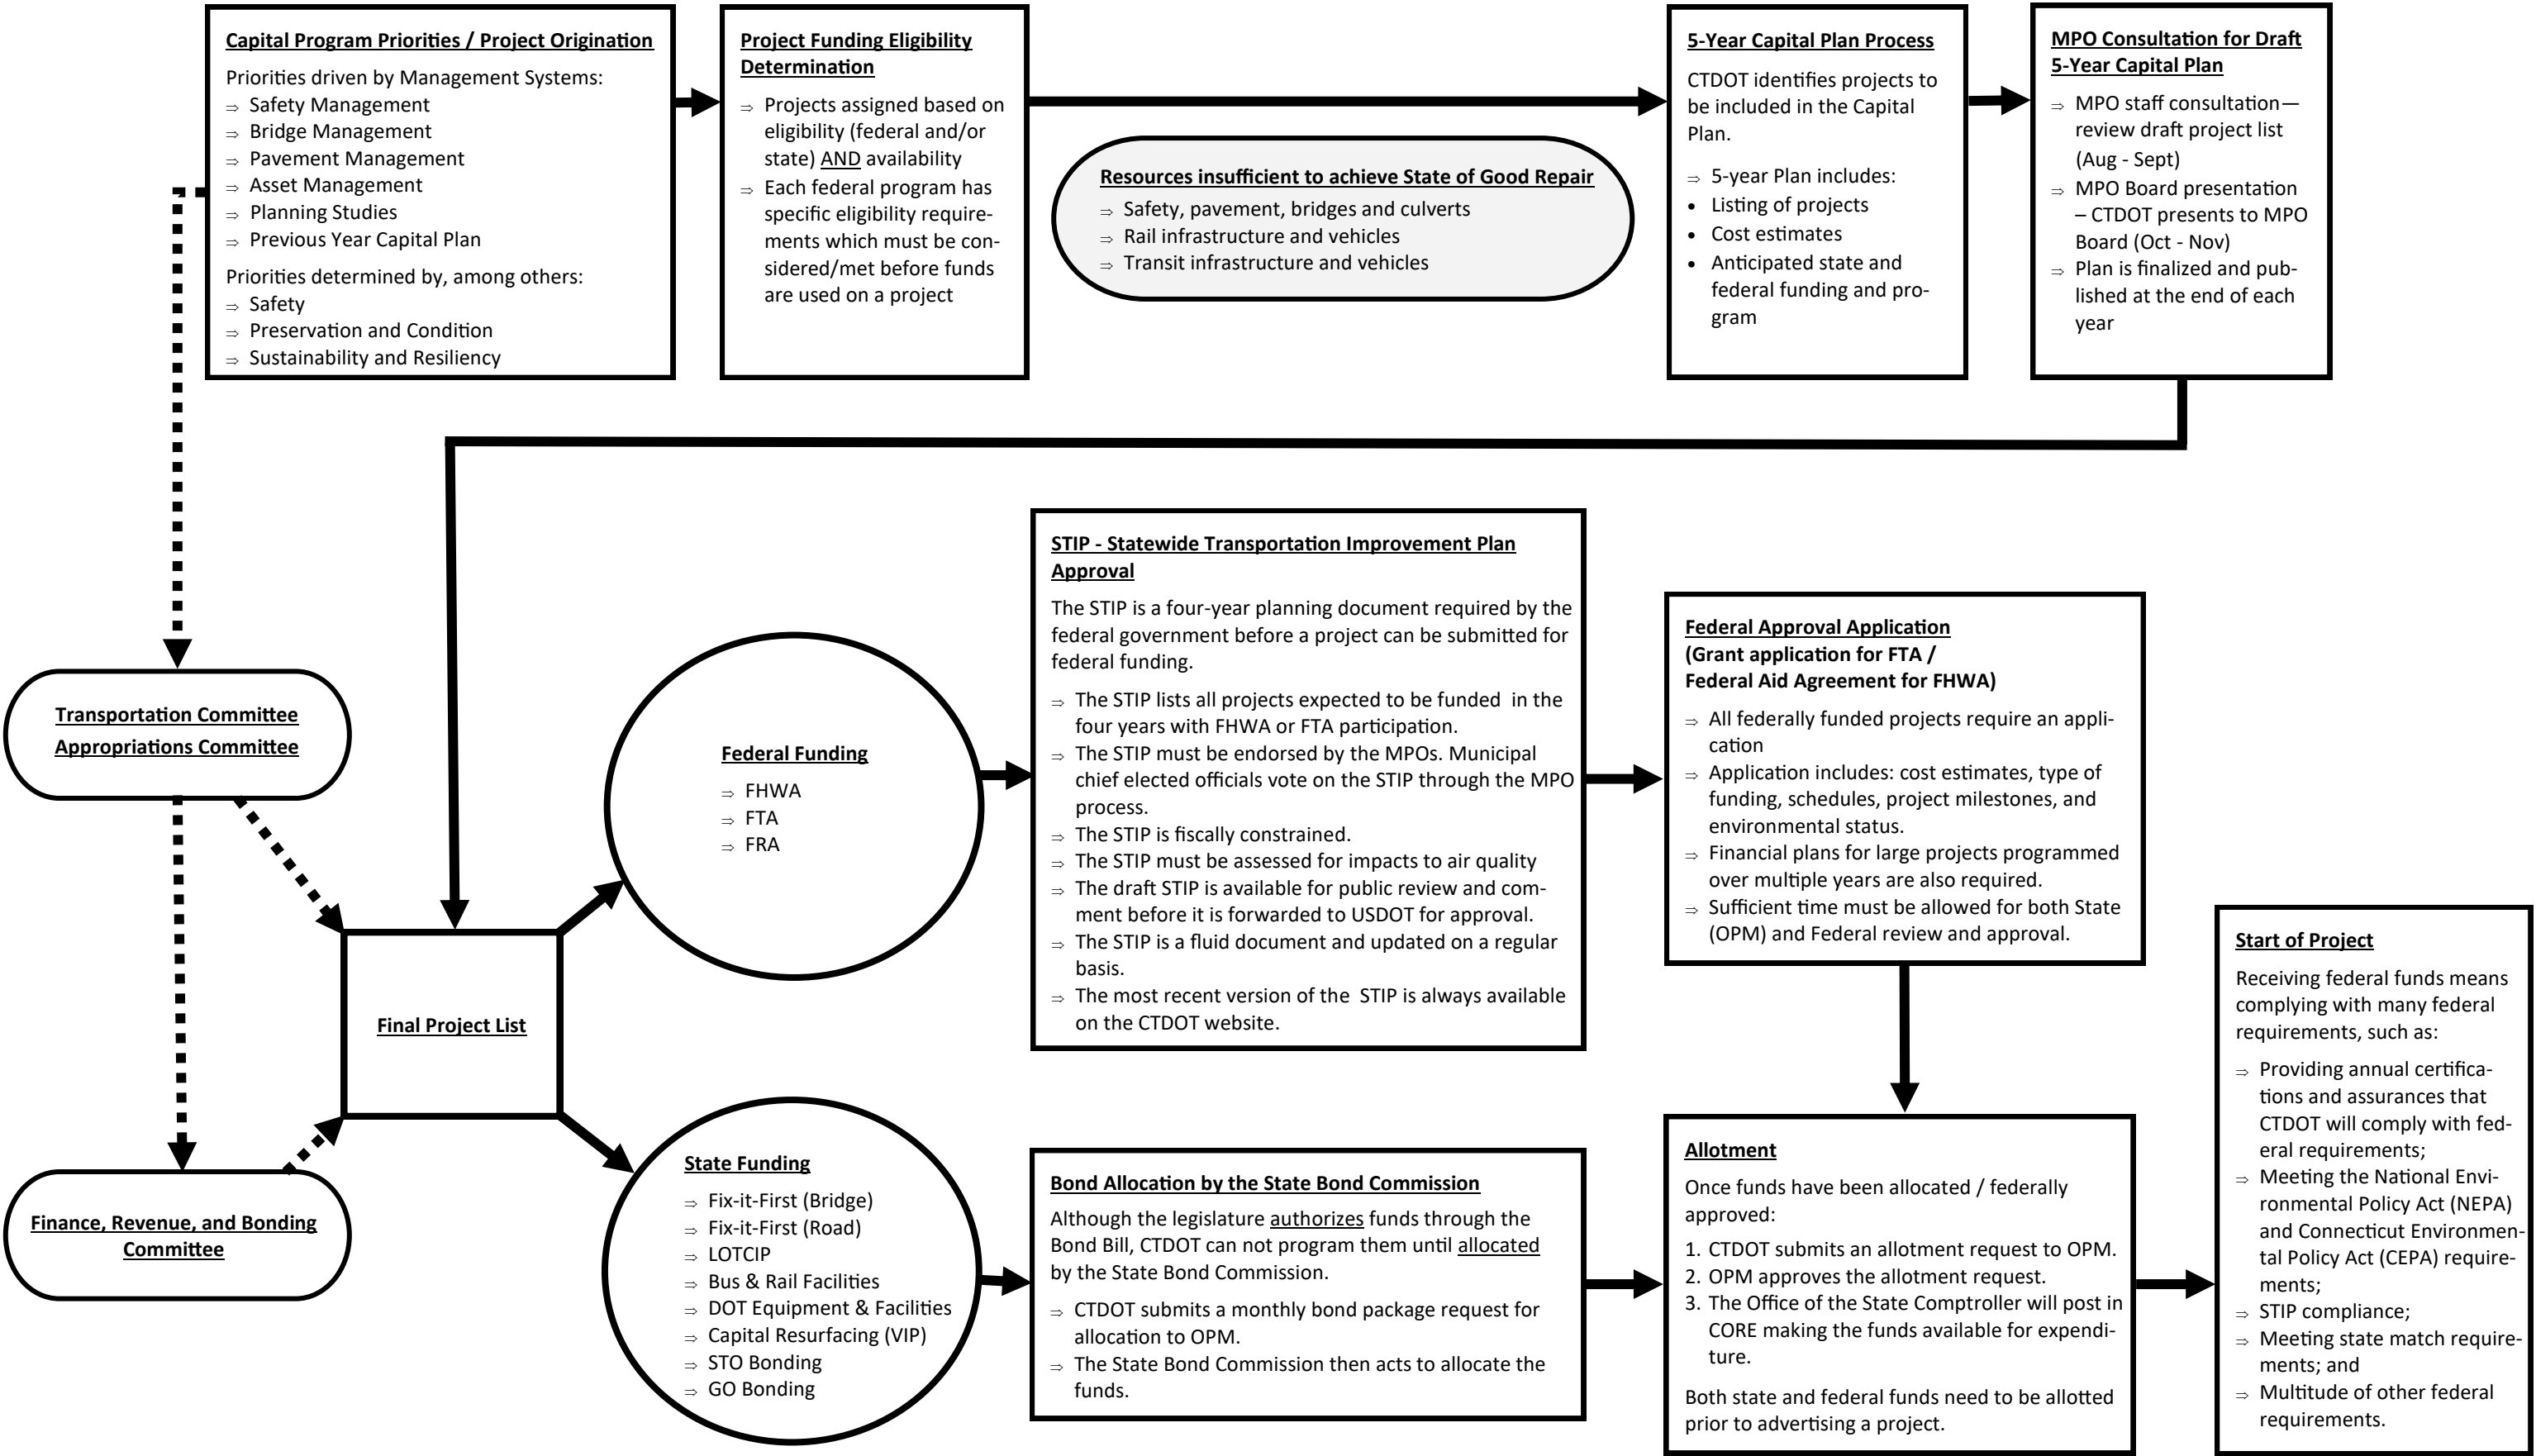 Capital Program Priorities / Project Origination
Priorities driven by Management Systems:
⇒ Safety Management
⇒ Bridge Management
⇒ Pavement Management
⇒ Asset Management
⇒ Planning Studies
⇒ Previous Year Capital Plan
Priorities determined by, among others:
⇒ Safety
⇒ Preservation and Condition
⇒ Sustainability and Resiliency
Project Funding Eligibility
Determination
⇒ Projects assigned based on
eligibility (federal and/or
state) AND availability
⇒ Each federal program has
specific eligibility require-
ments which must be con-
sidered/met before funds
are used on a project
Resources insufficient to achieve State of Good Repair
⇒ Safety, pavement, bridges and culverts
⇒ Rail infrastructure and vehicles
⇒ Transit infrastructure and vehicles
5-Year Capital Plan Process
CTDOT identifies projects to
be included in the Capital
Plan.
⇒ 5-year Plan includes:
• Listing of projects
• Cost estimates
• Anticipated state and
federal funding and pro-
gram
MPO Consultation for Draft
5-Year Capital Plan
⇒ MPO staff consultation—
review draft project list
(Aug - Sept)
⇒ MPO Board presentation
– CTDOT presents to MPO
Board (Oct - Nov)
⇒ Plan is finalized and pub-
lished at the end of each
year
Transportation Committee
Appropriations Committee
Finance, Revenue, and Bonding
Committee
Final Project List
Federal Funding
⇒ FHWA
⇒ FTA
⇒ FRA
State Funding
⇒ Fix-it-First (Bridge)
⇒ Fix-it-First (Road)
⇒ LOTCIP
⇒ Bus & Rail Facilities
⇒ DOT Equipment & Facilities
⇒ Capital Resurfacing (VIP)
⇒ STO Bonding
⇒ GO Bonding
STIP - Statewide Transportation Improvement Plan
Approval
The STIP is a four-year planning document required by the
federal government before a project can be submitted for
federal funding.
⇒ The STIP lists all projects expected to be funded in the
four years with FHWA or FTA participation.
⇒ The STIP must be endorsed by the MPOs. Municipal
chief elected officials vote on the STIP through the MPO
process.
⇒ The STIP is fiscally constrained.
⇒ The STIP must be assessed for impacts to air quality
⇒ The draft STIP is available for public review and com-
ment before it is forwarded to USDOT for approval.
⇒ The STIP is a fluid document and updated on a regular
basis.
⇒ The most recent version of the STIP is always available
on the CTDOT website.
Bond Allocation by the State Bond Commission
Although the legislature authorizes funds through the
Bond Bill, CTDOT can not program them until allocated
by the State Bond Commission.
⇒ CTDOT submits a monthly bond package request for
allocation to OPM.
⇒ The State Bond Commission then acts to allocate the
funds.
Federal Approval Application
(Grant application for FTA /
Federal Aid Agreement for FHWA)
⇒ All federally funded projects require an appli-
cation
⇒ Application includes: cost estimates, type of
funding, schedules, project milestones, and
environmental status.
⇒ Financial plans for large projects programmed
over multiple years are also required.
⇒ Sufficient time must be allowed for both State
(OPM) and Federal review and approval.
Allotment
Once funds have been allocated / federally
approved:
1. CTDOT submits an allotment request to OPM.
2. OPM approves the allotment request.
3. The Office of the State Comptroller will post in
CORE making the funds available for expendi-
ture.
Both state and federal funds need to be allotted
prior to advertising a project.
Start of Project
Receiving federal funds means
complying with many federal
requirements, such as:
⇒ Providing annual certifica-
tions and assurances that
CTDOT will comply with fed-
eral requirements;
⇒ Meeting the National Envi-
ronmental Policy Act (NEPA)
and Connecticut Environmen-
tal Policy Act (CEPA) require-
ments;
⇒ STIP compliance;
⇒ Meeting state match require-
ments; and
⇒ Multitude of other federal
requirements.